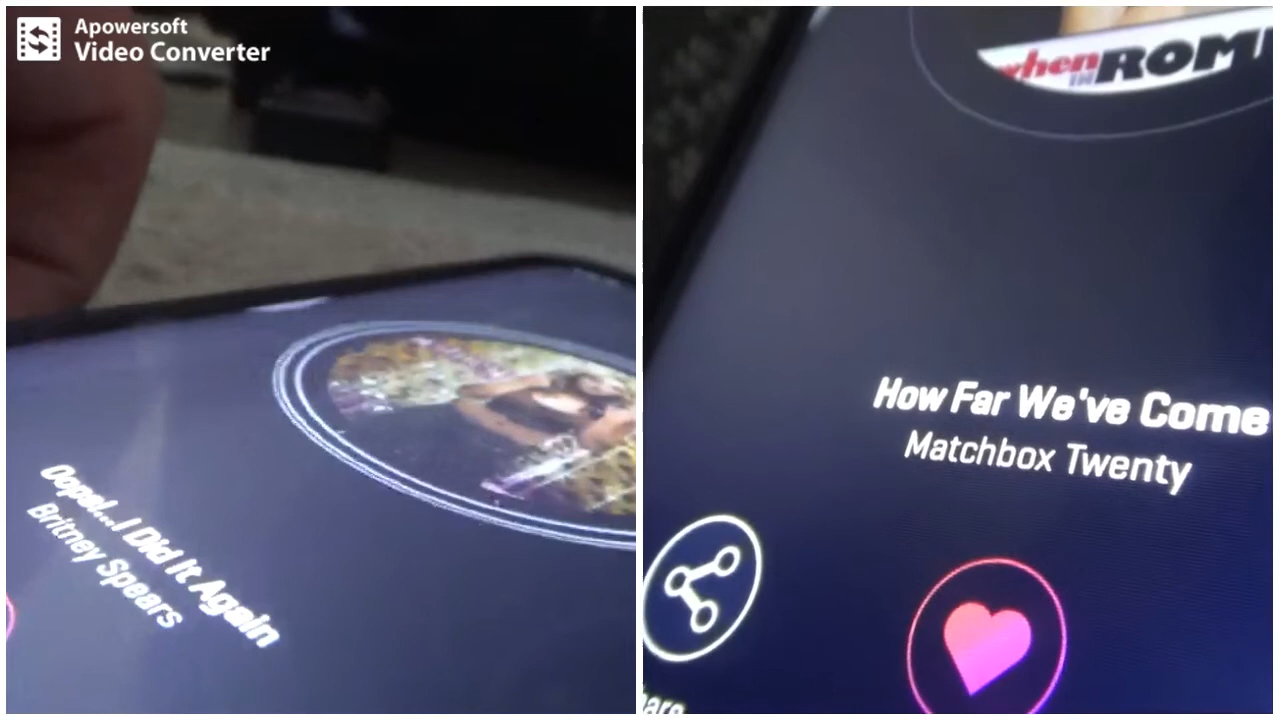 Apowersoft
Video Converter
Oops!...I Did It Again
Britney Spears
when
IN
ROM
How Far We've Come
Matchbox Twenty
hare